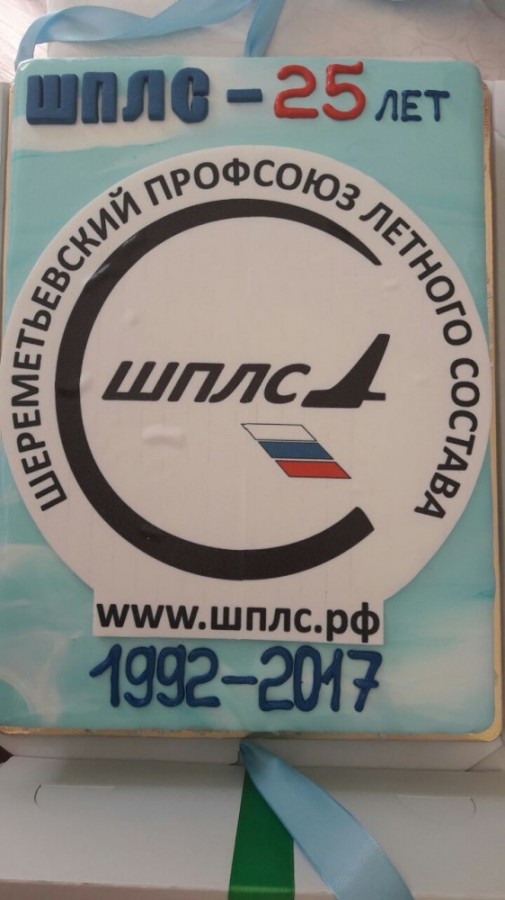 ШПЛС - 25 ЛЕТ
ШЕРЕМЕТЬЕВСКИЙ ПРОФСОЮЗ ЛЕТНОГО СОСТАВА
ШПЛС
www.шплс.рф
1992-2017